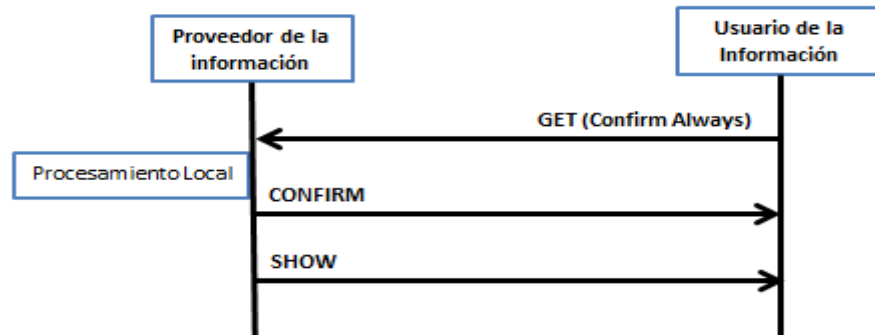 Proveedor de la
información
Usuario de la
Información
GET (Confirm Always)
Procesamiento Local
CONFIRM
SHOW